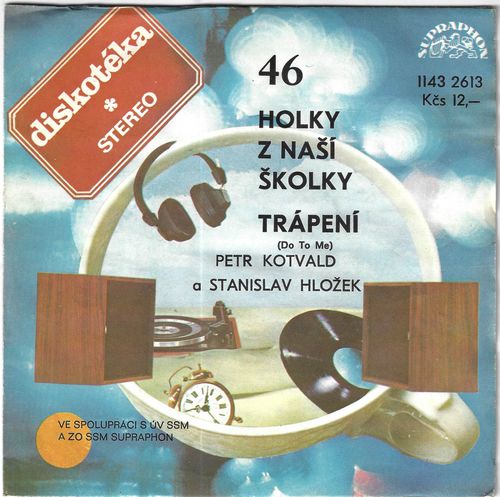 diskotéka
*
STEREO
SUPRAPHON
46
1143 2613
Kčs 12,—
HOLKY
Z NAŠÍ
ŠKOLKY
TRÁPENÍ
(Do To Me)
PETR KOTVALD
a STANISLAV HLOŽEK
VE SPOLUPRÁCI S ÚV SSM
A ZO SSM SUPRAPHON